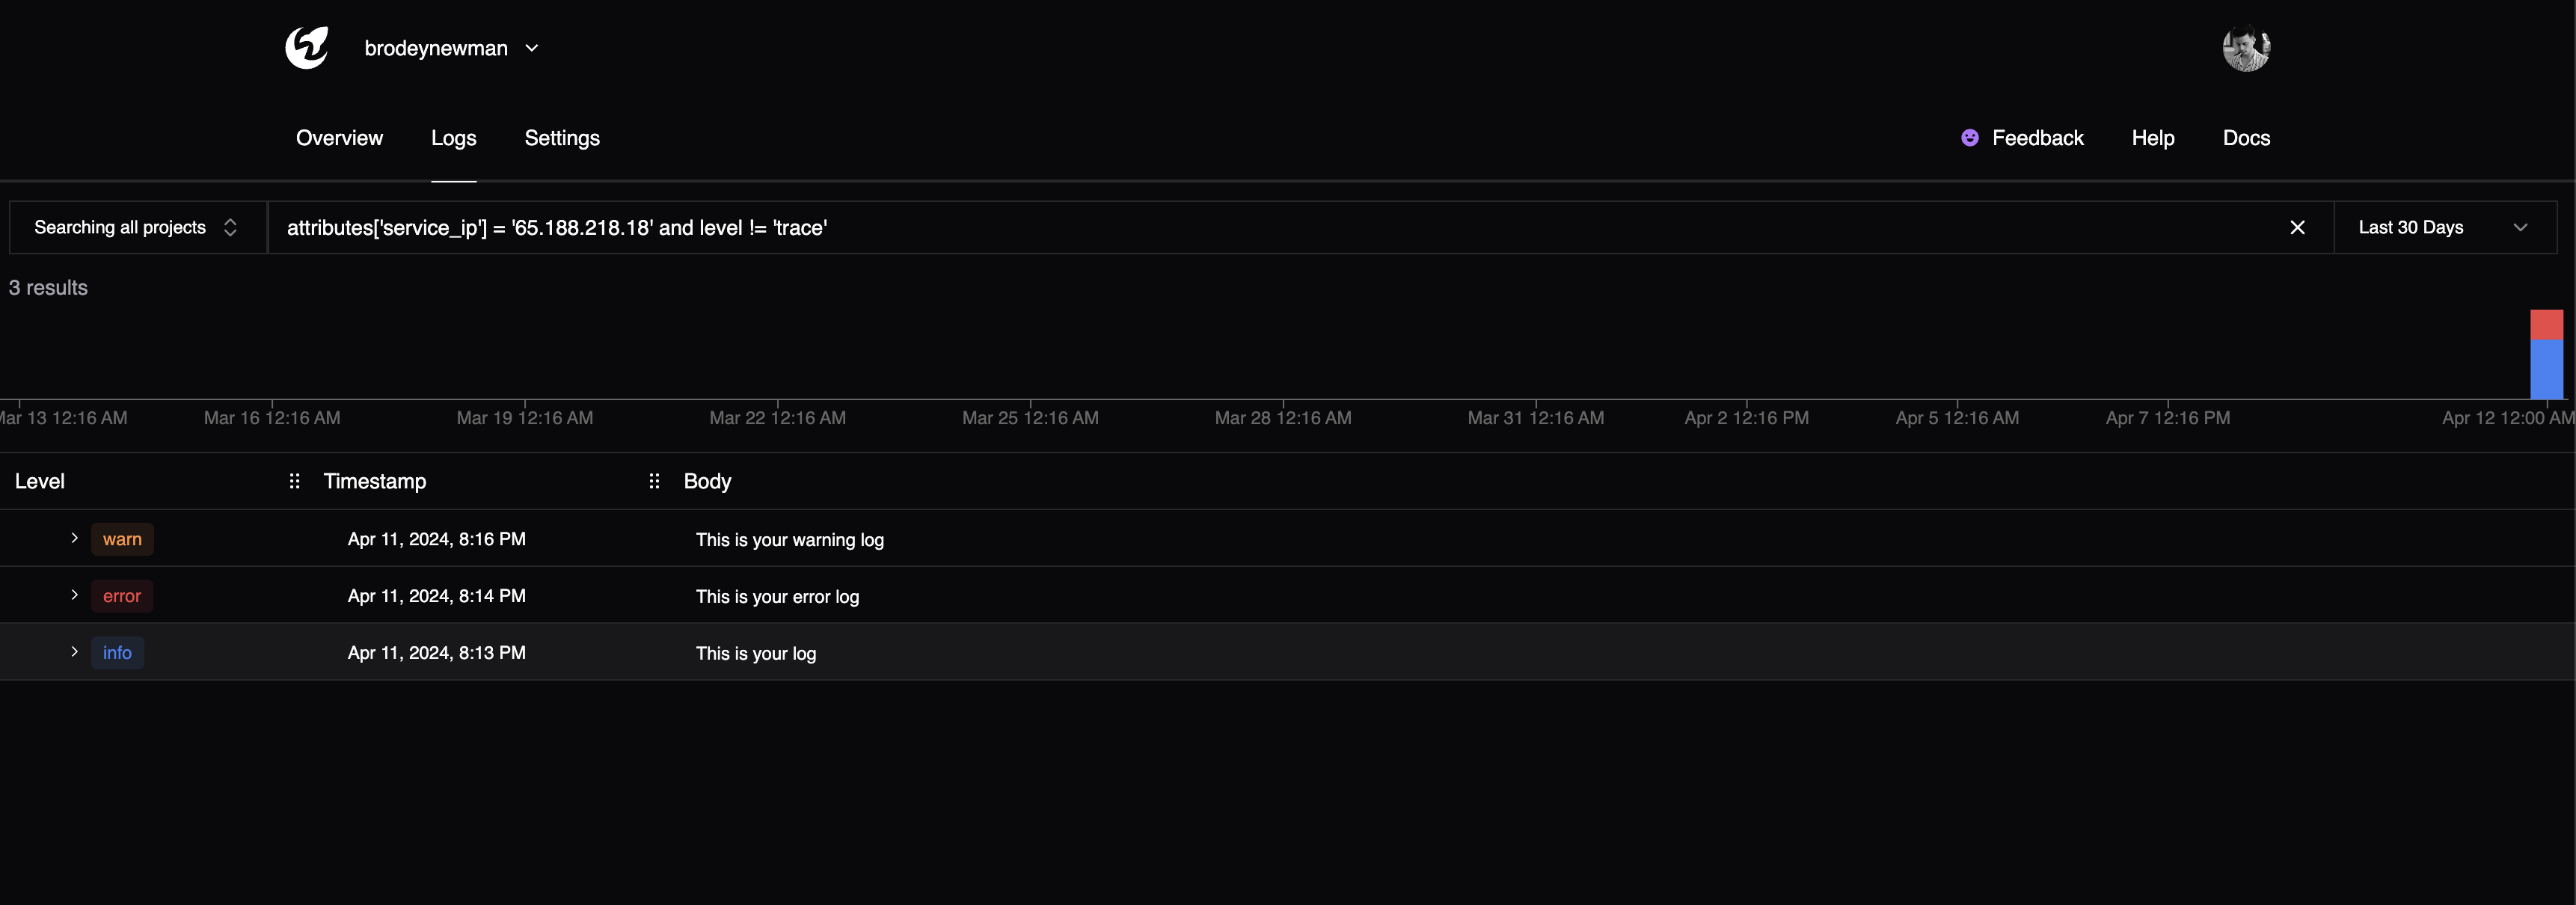 brodeynewman
Overview Logs Settings Feedback Help Docs
Searching all projects attributes['service_ip'] = '65.188.218.18' and level != 'trace' Last 30 Days
3 results
Mar 13 12:16 AM Mar 16 12:16 AM Mar 19 12:16 AM Mar 22 12:16 AM Mar 25 12:16 AM Mar 28 12:16 AM Mar 31 12:16 AM Apr 2 12:16 PM Apr 5 12:16 AM Apr 7 12:16 PM Apr 12 12:00 AM
Level Timestamp Body
warn Apr 11, 2024, 8:16 PM This is your warning log
error Apr 11, 2024, 8:14 PM This is your error log
info Apr 11, 2024, 8:13 PM This is your log